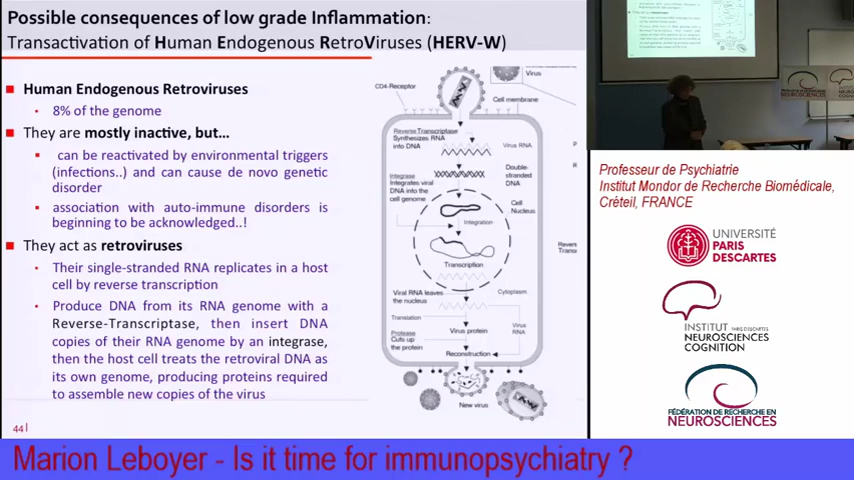 Possible consequences of low grade Inflammation:
Transactivation of Human Endogenous RetroViruses (HERV-W)
Human Endogenous Retroviruses
8% of the genome
They are mostly inactive, but...
can be reactivated by environmental triggers
(infections..) and can cause de novo genetic
disorder
association with auto-immune disorders is
beginning to be acknowledged..!
They act as retroviruses
Their single-stranded RNA replicates in a host
cell by reverse transcription
Produce DNA from its RNA genome with a
Reverse-Transcriptase, then insert DNA
copies of their RNA genome by an integrase,
then the host cell treats the retroviral DNA as
its own genome, producing proteins required
to assemble new copies of the virus
44
Virus
CD4-Receptor
Cell membrane
Reverse Transcriptase
Synthesizes RNA
into DNA
Virus RNA
Integrase
Integrates viral
DNA into the
cell genome
Double-
stranded
DNA
Cell
Nucleus
Integration
Transcription
Viral RNA leaves
the nucleus
Cytoplasm
Translation
Virus protein
Virus
RNA
Protease
Cuts up
the protein
Reconstruction
New virus
Revers
Trans
FÉDÉRATION DE RECHERCHE EN
NEUROSCIENCES
Professeur de Psychiatrie
Institut Mondor de Recherche Biomédicale,
Créteil, FRANCE
UNIVERSITÉ
PARIS
DESCARTES
INSTITUT PARIS DESCARTES
NEUROSCIENCES
COGNITION
FÉDÉRATION DE RECHERCHE EN
NEUROSCIENCES
Marion Leboyer - Is it time for immunopsychiatry ?